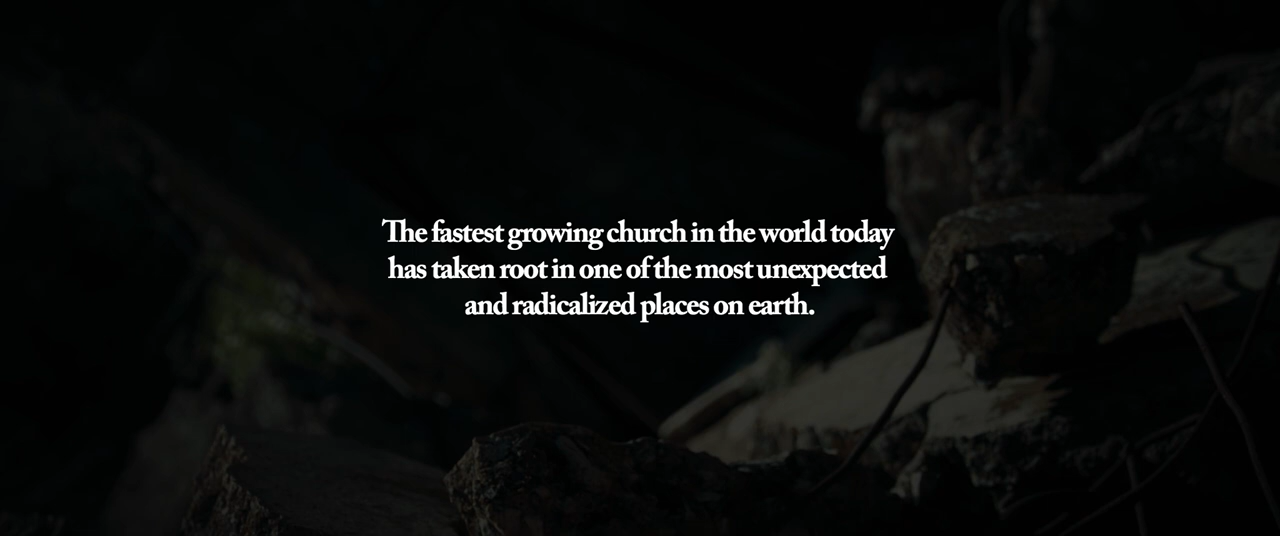 The fastest growing church in the world today
has taken root in one of the most unexpected
and radicalized places on earth.